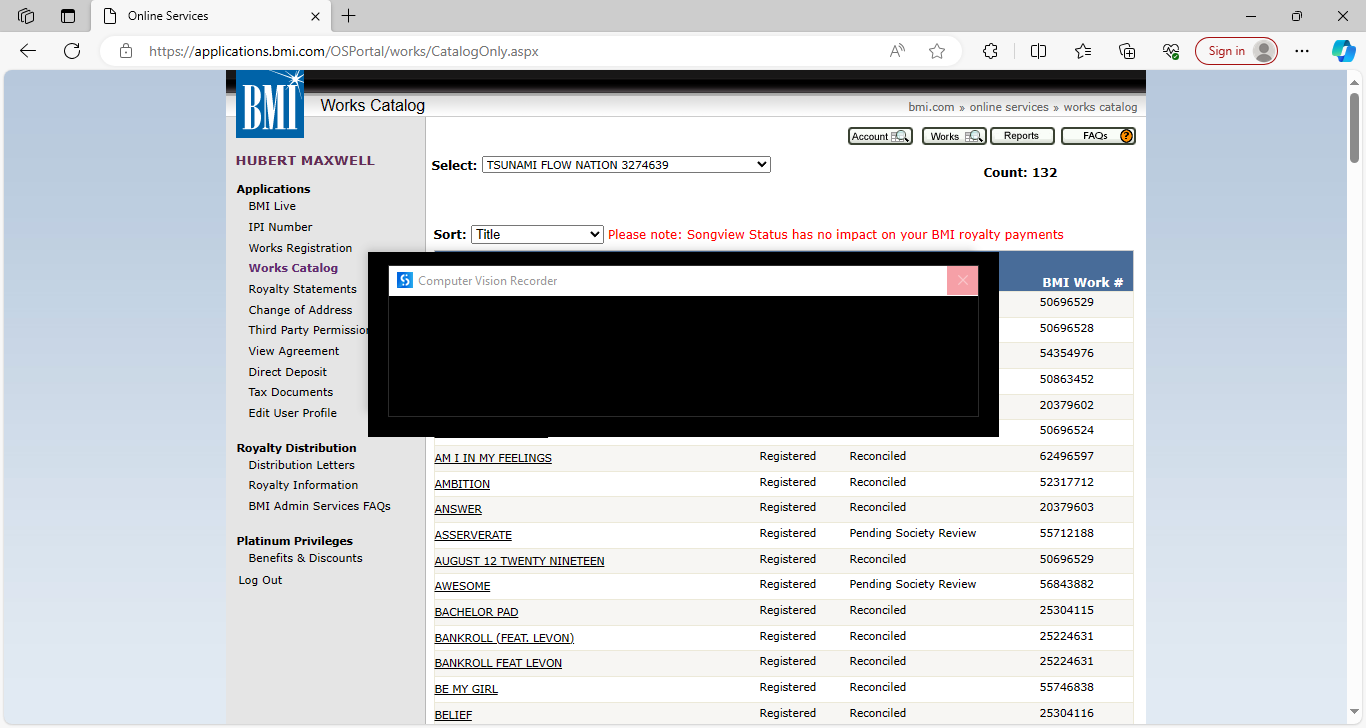 Online Services
https://applications.bmi.com/OSPortal/works/CatalogOnly.aspx
Sign in
BMI
Works Catalog
bmi.com » online services » works catalog
Account
Works
Reports
FAQs ?
HUBERT MAXWELL
Applications
BMI Live
IPI Number
Works Registration
Works Catalog
Royalty Statements
Change of Address
Third Party Permission
View Agreement
Direct Deposit
Tax Documents
Edit User Profile
Royalty Distribution
Distribution Letters
Royalty Information
BMI Admin Services FAQs
Platinum Privileges
Benefits & Discounts
Log Out
Select: TSUNAMI FLOW NATION 3274639
Count: 132
Sort: Title Please note: Songview Status has no impact on your BMI royalty payments
Computer Vision Recorder
BMI Work #
50696529
50696528
54354976
50863452
20379602
50696524
AM I IN MY FEELINGS Registered Reconciled 62496597
AMBITION Registered Reconciled 52317712
ANSWER Registered Reconciled 20379603
ASSERVERATE Registered Pending Society Review 55712188
AUGUST 12 TWENTY NINETEEN Registered Reconciled 50696529
AWESOME Registered Pending Society Review 56843882
BACHELOR PAD Registered Reconciled 25304115
BANKROLL (FEAT. LEVON) Registered Reconciled 25224631
BANKROLL FEAT LEVON Registered Reconciled 25224631
BE MY GIRL Registered Reconciled 55746838
BELIEF Registered Reconciled 25304116